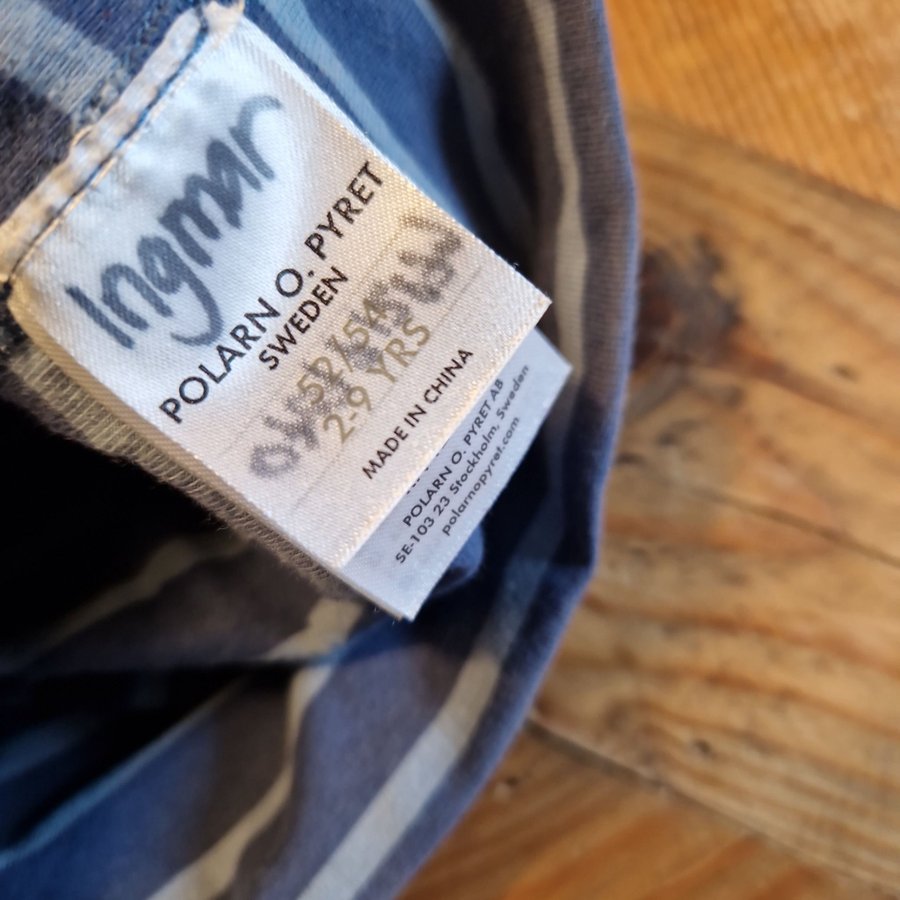 Ingmar
POLARN O. PYRET
SWEDEN
52/54
2-9 YRS
MADE IN CHINA
POLARN O. PYRET AB
SE-103 23 Stockholm, Sweden
polarnopyret.com